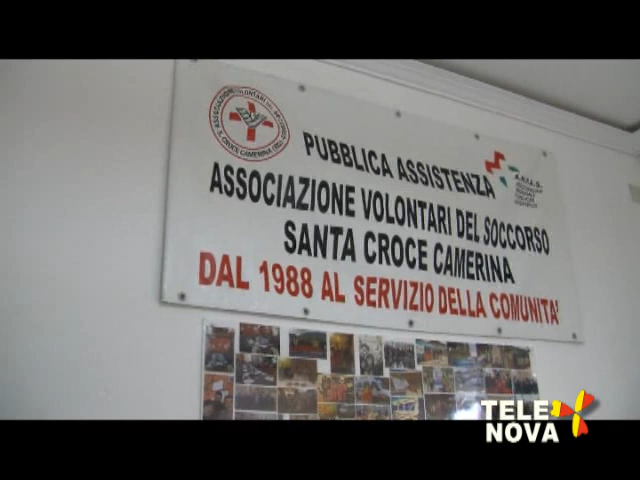 PUBBLICA ASSISTENZA
ASSOCIAZIONE VOLONTARI DEL SOCCORSO
SANTA CROCE CAMERINA
DAL 1988 AL SERVIZIO DELLA COMUNITA'
TELE
NOVA